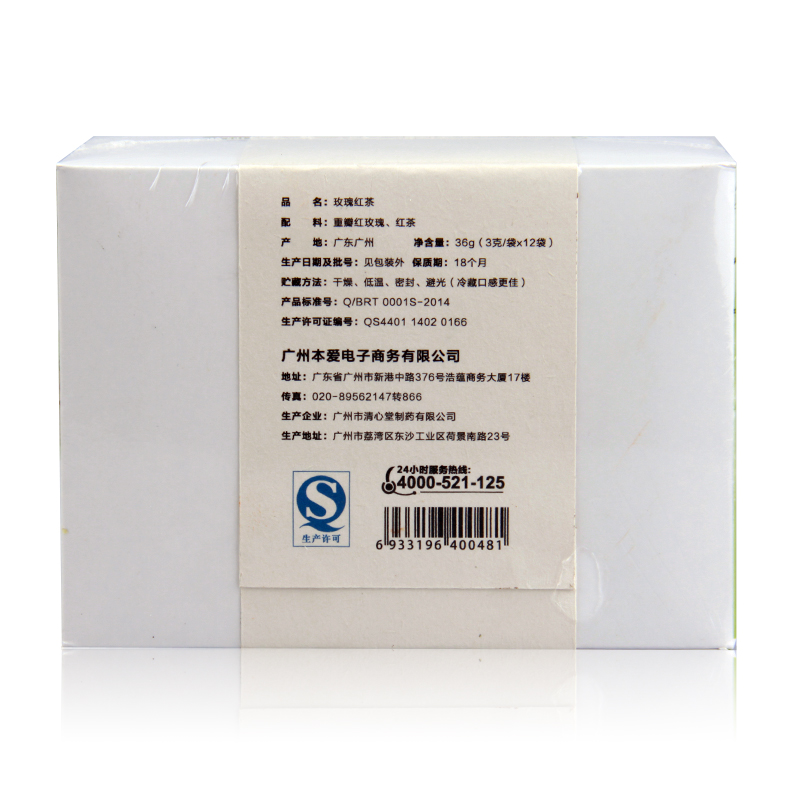 品 名：玫瑰红茶
配 料：重瓣红玫瑰、红茶
产 地：广东广州 净含量：36g（3克/袋x12袋）
生产日期及批号：见包装外 保质期：18个月
贮藏方法：干燥、低温、密封、避光（冷藏口感更佳）
产品标准号：Q/BRT 0001S-2014
生产许可证编号：QS4401 1402 0166
广州本爱电子商务有限公司
地址：广东省广州市新港中路376号浩蕴商务大厦17楼
传真：020-89562147转866
生产企业：广州市清心堂制药有限公司
生产地址：广州市荔湾区东沙工业区荷景南路23号
24小时服务热线：
4000-521-125
QS
生产许可
6 933196 400481